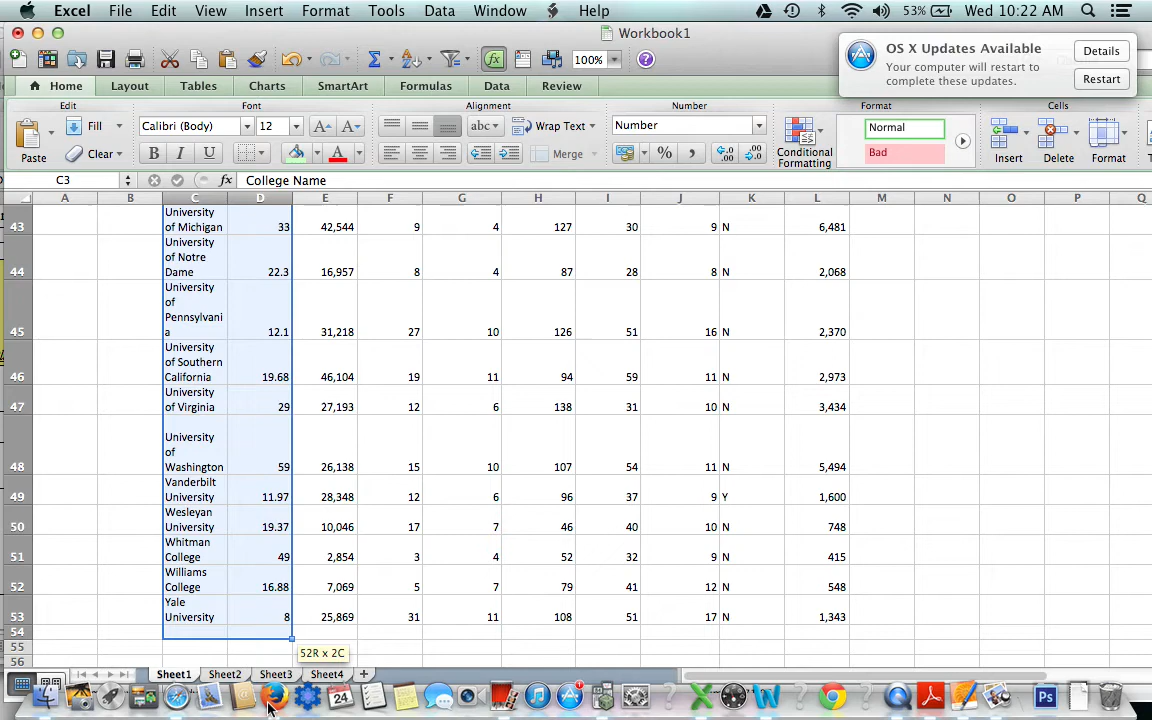 Excel File Edit View Insert Format Tools Data Window Help 53% Wed 10:22 AM
Workbook1
100%
OS X Updates Available
Your computer will restart to
complete these updates.
Details
Restart
Home Layout Tables Charts SmartArt Formulas Data Review
Edit Font Alignment Number Format Cells
Fill Calibri (Body) 12 A A abc Wrap Text Number Normal
Paste Clear B I U A Merge % , .0 .00 .00 .0 Conditional Formatting Bad Insert Delete Format
C3 fx College Name
A B C D E F G H I J K L M N O P Q
43 University of Michigan 33 42,544 9 4 127 30 9 N 6,481
44 University of Notre Dame 22.3 16,957 8 4 87 28 8 N 2,068
45 University of Pennsylvania 12.1 31,218 27 10 126 51 16 N 2,370
46 University of Southern California 19.68 46,104 19 11 94 59 11 N 2,973
47 University of Virginia 29 27,193 12 6 138 31 10 N 3,434
48 University of Washington 59 26,138 15 10 107 54 11 N 5,494
49 Vanderbilt University 11.97 28,348 12 6 96 37 9 Y 1,600
50 Wesleyan University 19.37 10,046 17 7 46 40 10 N 748
51 Whitman College 49 2,854 3 4 52 32 9 N 415
52 Williams College 16.88 7,069 5 7 79 41 12 N 548
53 Yale University 8 25,869 31 11 108 51 17 N 1,343
54
55
56
52R x 2C
Sheet1 Sheet2 Sheet3 Sheet4 +
24 Ps